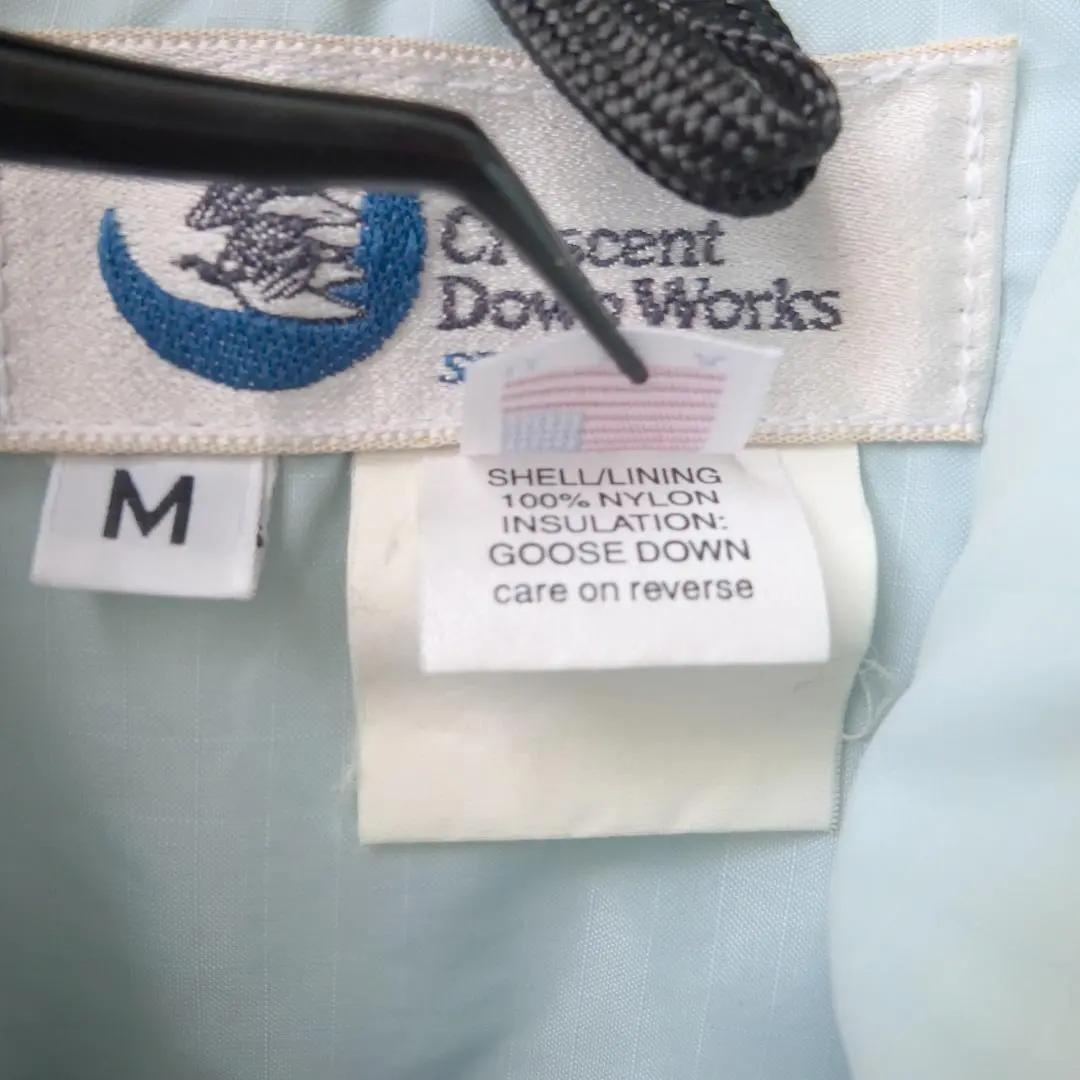 Crescent
Down Works
M
SHELL/LINING
100% NYLON
INSULATION:
GOOSE DOWN
care on reverse